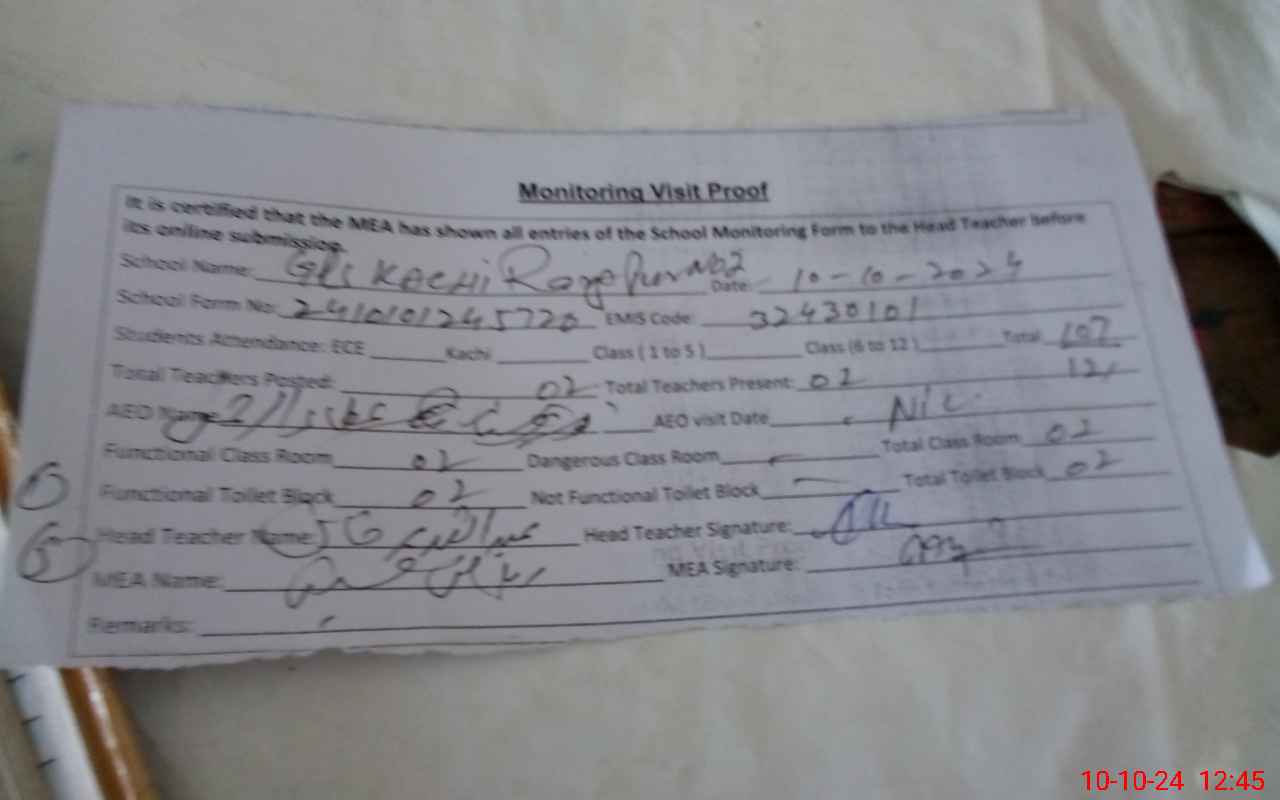 Monitoring Visit Proof
It is certified that the MEA has shown all entries of the School Monitoring Form to the Head Teacher before
its online submission.
School Name: GPS KACHI No2 Date: 10-10-2024
School Form No: 2410101245720 EMIS Code 32430101
Students Attendance: ECE Kachi Class (1 to 5) Class (6 to 12) Total 107
Total Teachers Posted: 02 Total Teachers Present: 02
AEO Name AEO visit Date Nil
Functional Class Room 02 Dangerous Class Room Total Class Room 02
Functional Toilet Block 02 Not Functional Toilet Block Total Toilet Block 02
Head Teacher Name: Head Teacher Signature:
MEA Name: MEA Signature:
Remarks:
10-10-24 12:45